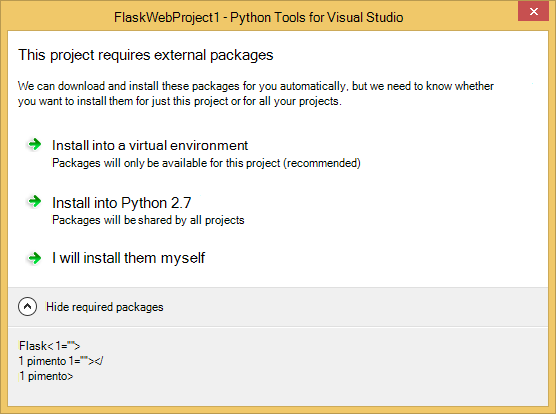 FlaskWebProject1 - Python Tools for Visual Studio
This project requires external packages
We can download and install these packages for you automatically, but we need to know whether
you want to install them for just this project or for all your projects.
Install into a virtual environment
Packages will only be available for this project (recommended)
Install into Python 2.7
Packages will be shared by all projects
I will install them myself
Hide required packages
Flask< 1="">
1 pimento 1=""></
1 pimento>